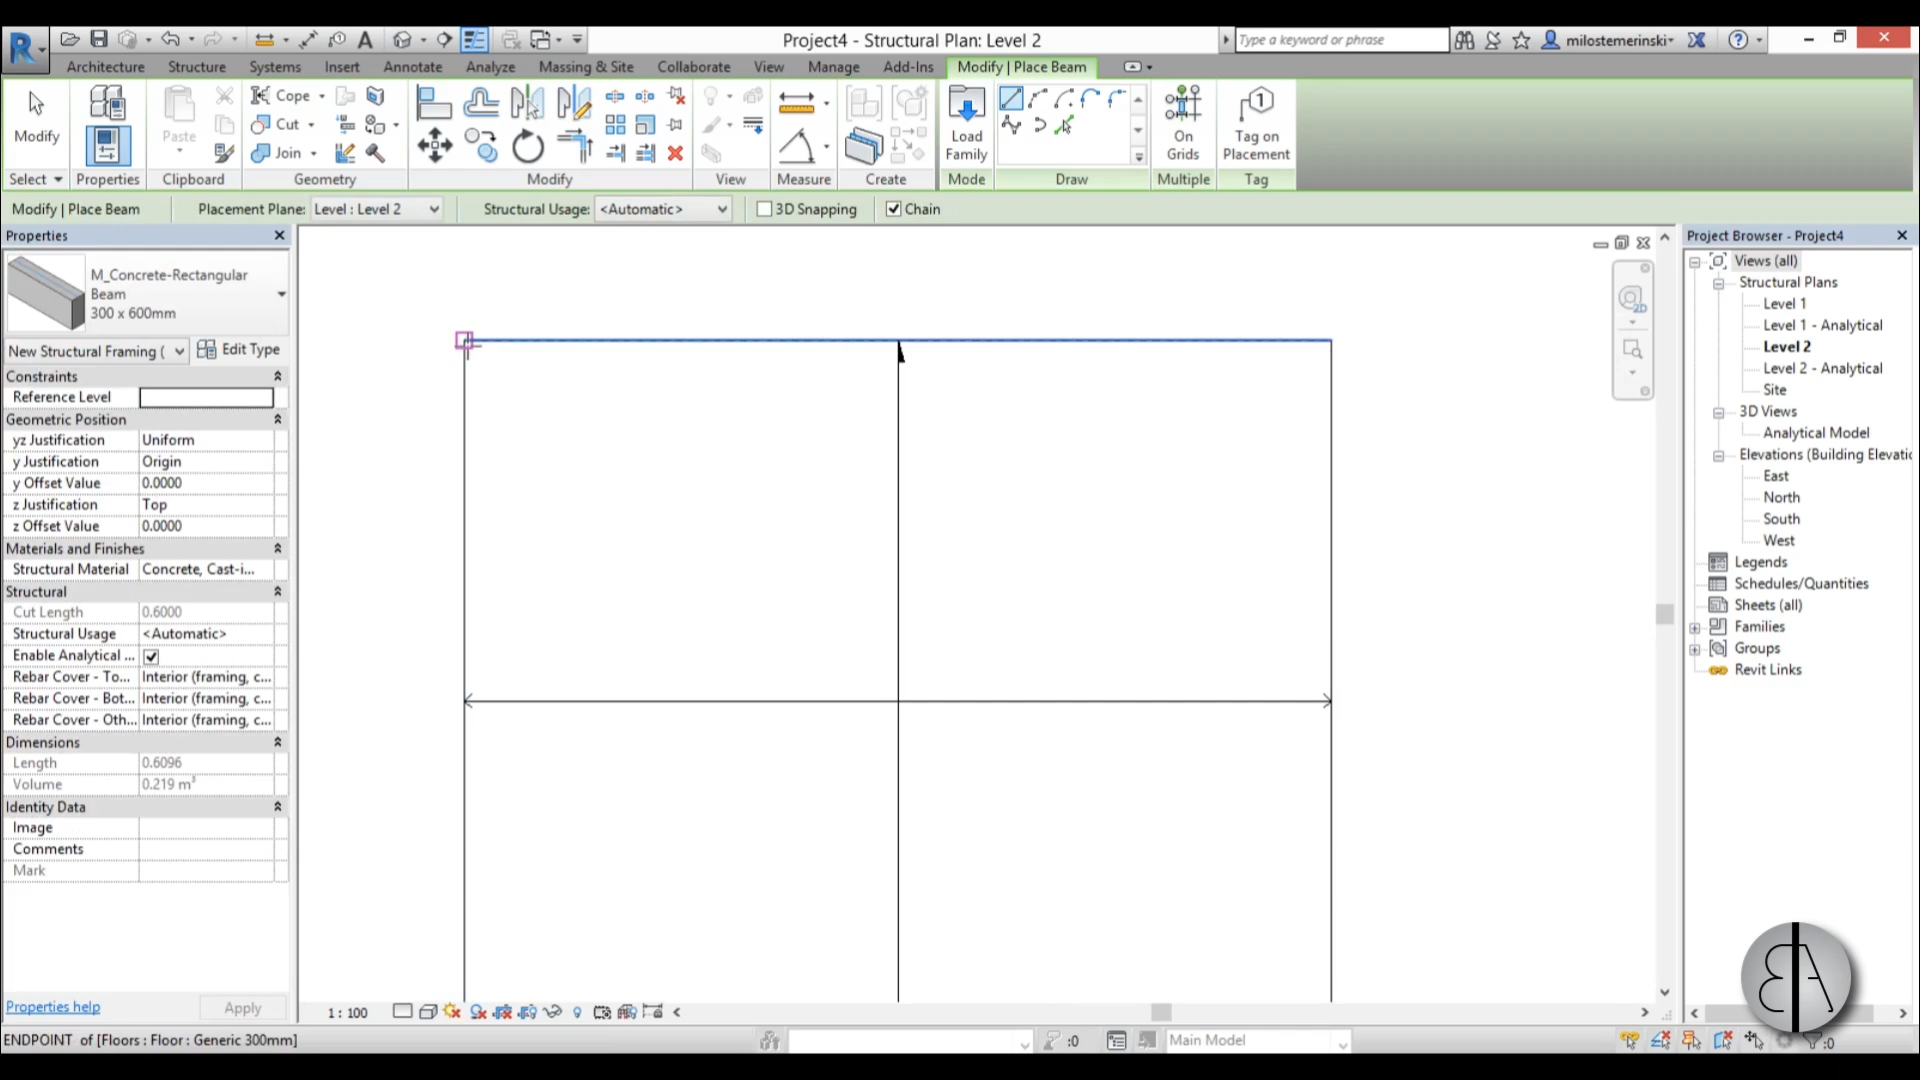 Project4 - Structural Plan: Level 2
Type a keyword or phrase
milostemerinski
Architecture Structure Systems Insert Annotate Analyze Massing & Site Collaborate View Manage Add-Ins Modify | Place Beam
Modify
Paste
Cope
Cut
Join
Load
Family
On
Grids
Tag on
Placement
Select Properties Clipboard Geometry Modify View Measure Create Mode Draw Multiple Tag
Modify | Place Beam Placement Plane: Level : Level 2 Structural Usage: <Automatic> 3D Snapping Chain
Properties
M_Concrete-Rectangular
Beam
300 x 600mm
New Structural Framing ( Edit Type
Constraints
Reference Level
Geometric Position
yz Justification Uniform
y Justification Origin
y Offset Value 0.0000
z Justification Top
z Offset Value 0.0000
Materials and Finishes
Structural Material Concrete, Cast-i...
Structural
Cut Length 0.6000
Structural Usage <Automatic>
Enable Analytical ...
Rebar Cover - To... Interior (framing, c...
Rebar Cover - Bot... Interior (framing, c...
Rebar Cover - Oth... Interior (framing, c...
Dimensions
Length 0.6096
Volume 0.219 m³
Identity Data
Image
Comments
Mark
Properties help Apply
Project Browser - Project4
Views (all)
Structural Plans
Level 1
Level 1 - Analytical
Level 2
Level 2 - Analytical
Site
3D Views
Analytical Model
Elevations (Building Elevatio
East
North
South
West
Legends
Schedules/Quantities
Sheets (all)
Families
Groups
Revit Links
2D
1 : 100
ENDPOINT of [Floors : Floor : Generic 300mm]
:0
Main Model
:0